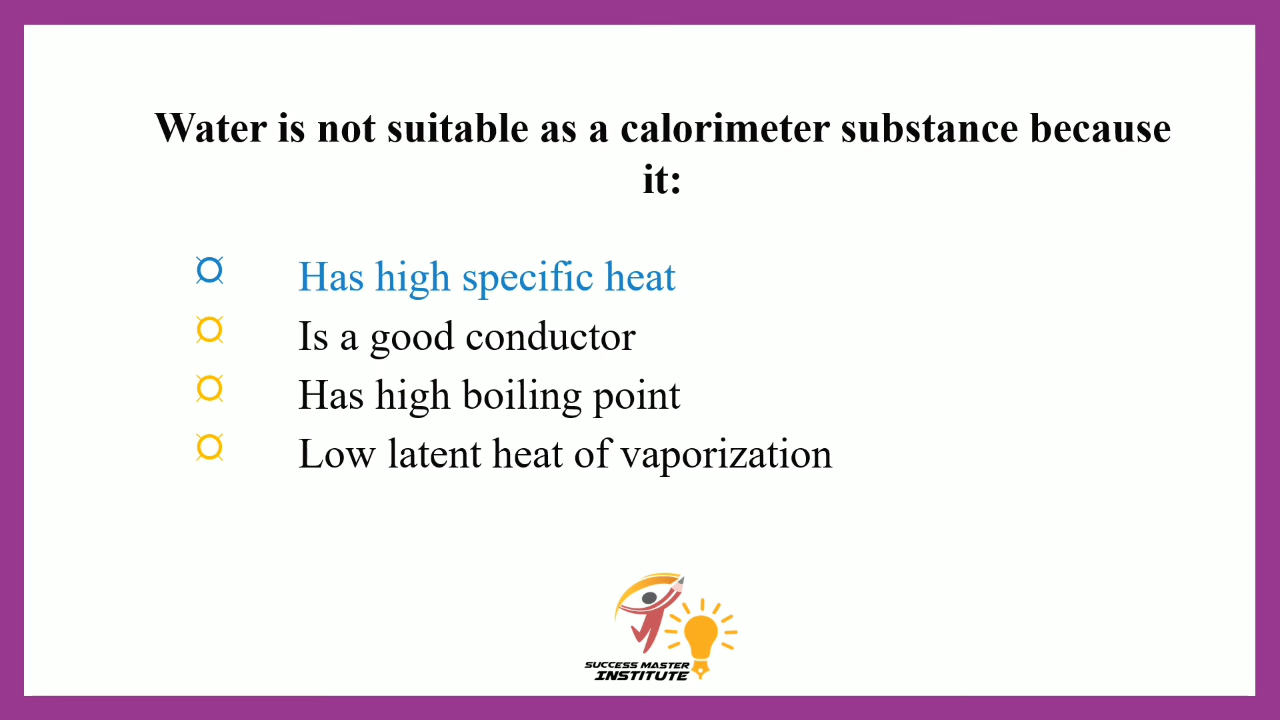 Water is not suitable as a calorimeter substance because
it:
¤ Has high specific heat
¤ Is a good conductor
¤ Has high boiling point
¤ Low latent heat of vaporization
SUCCESS MASTER
INSTITUTE